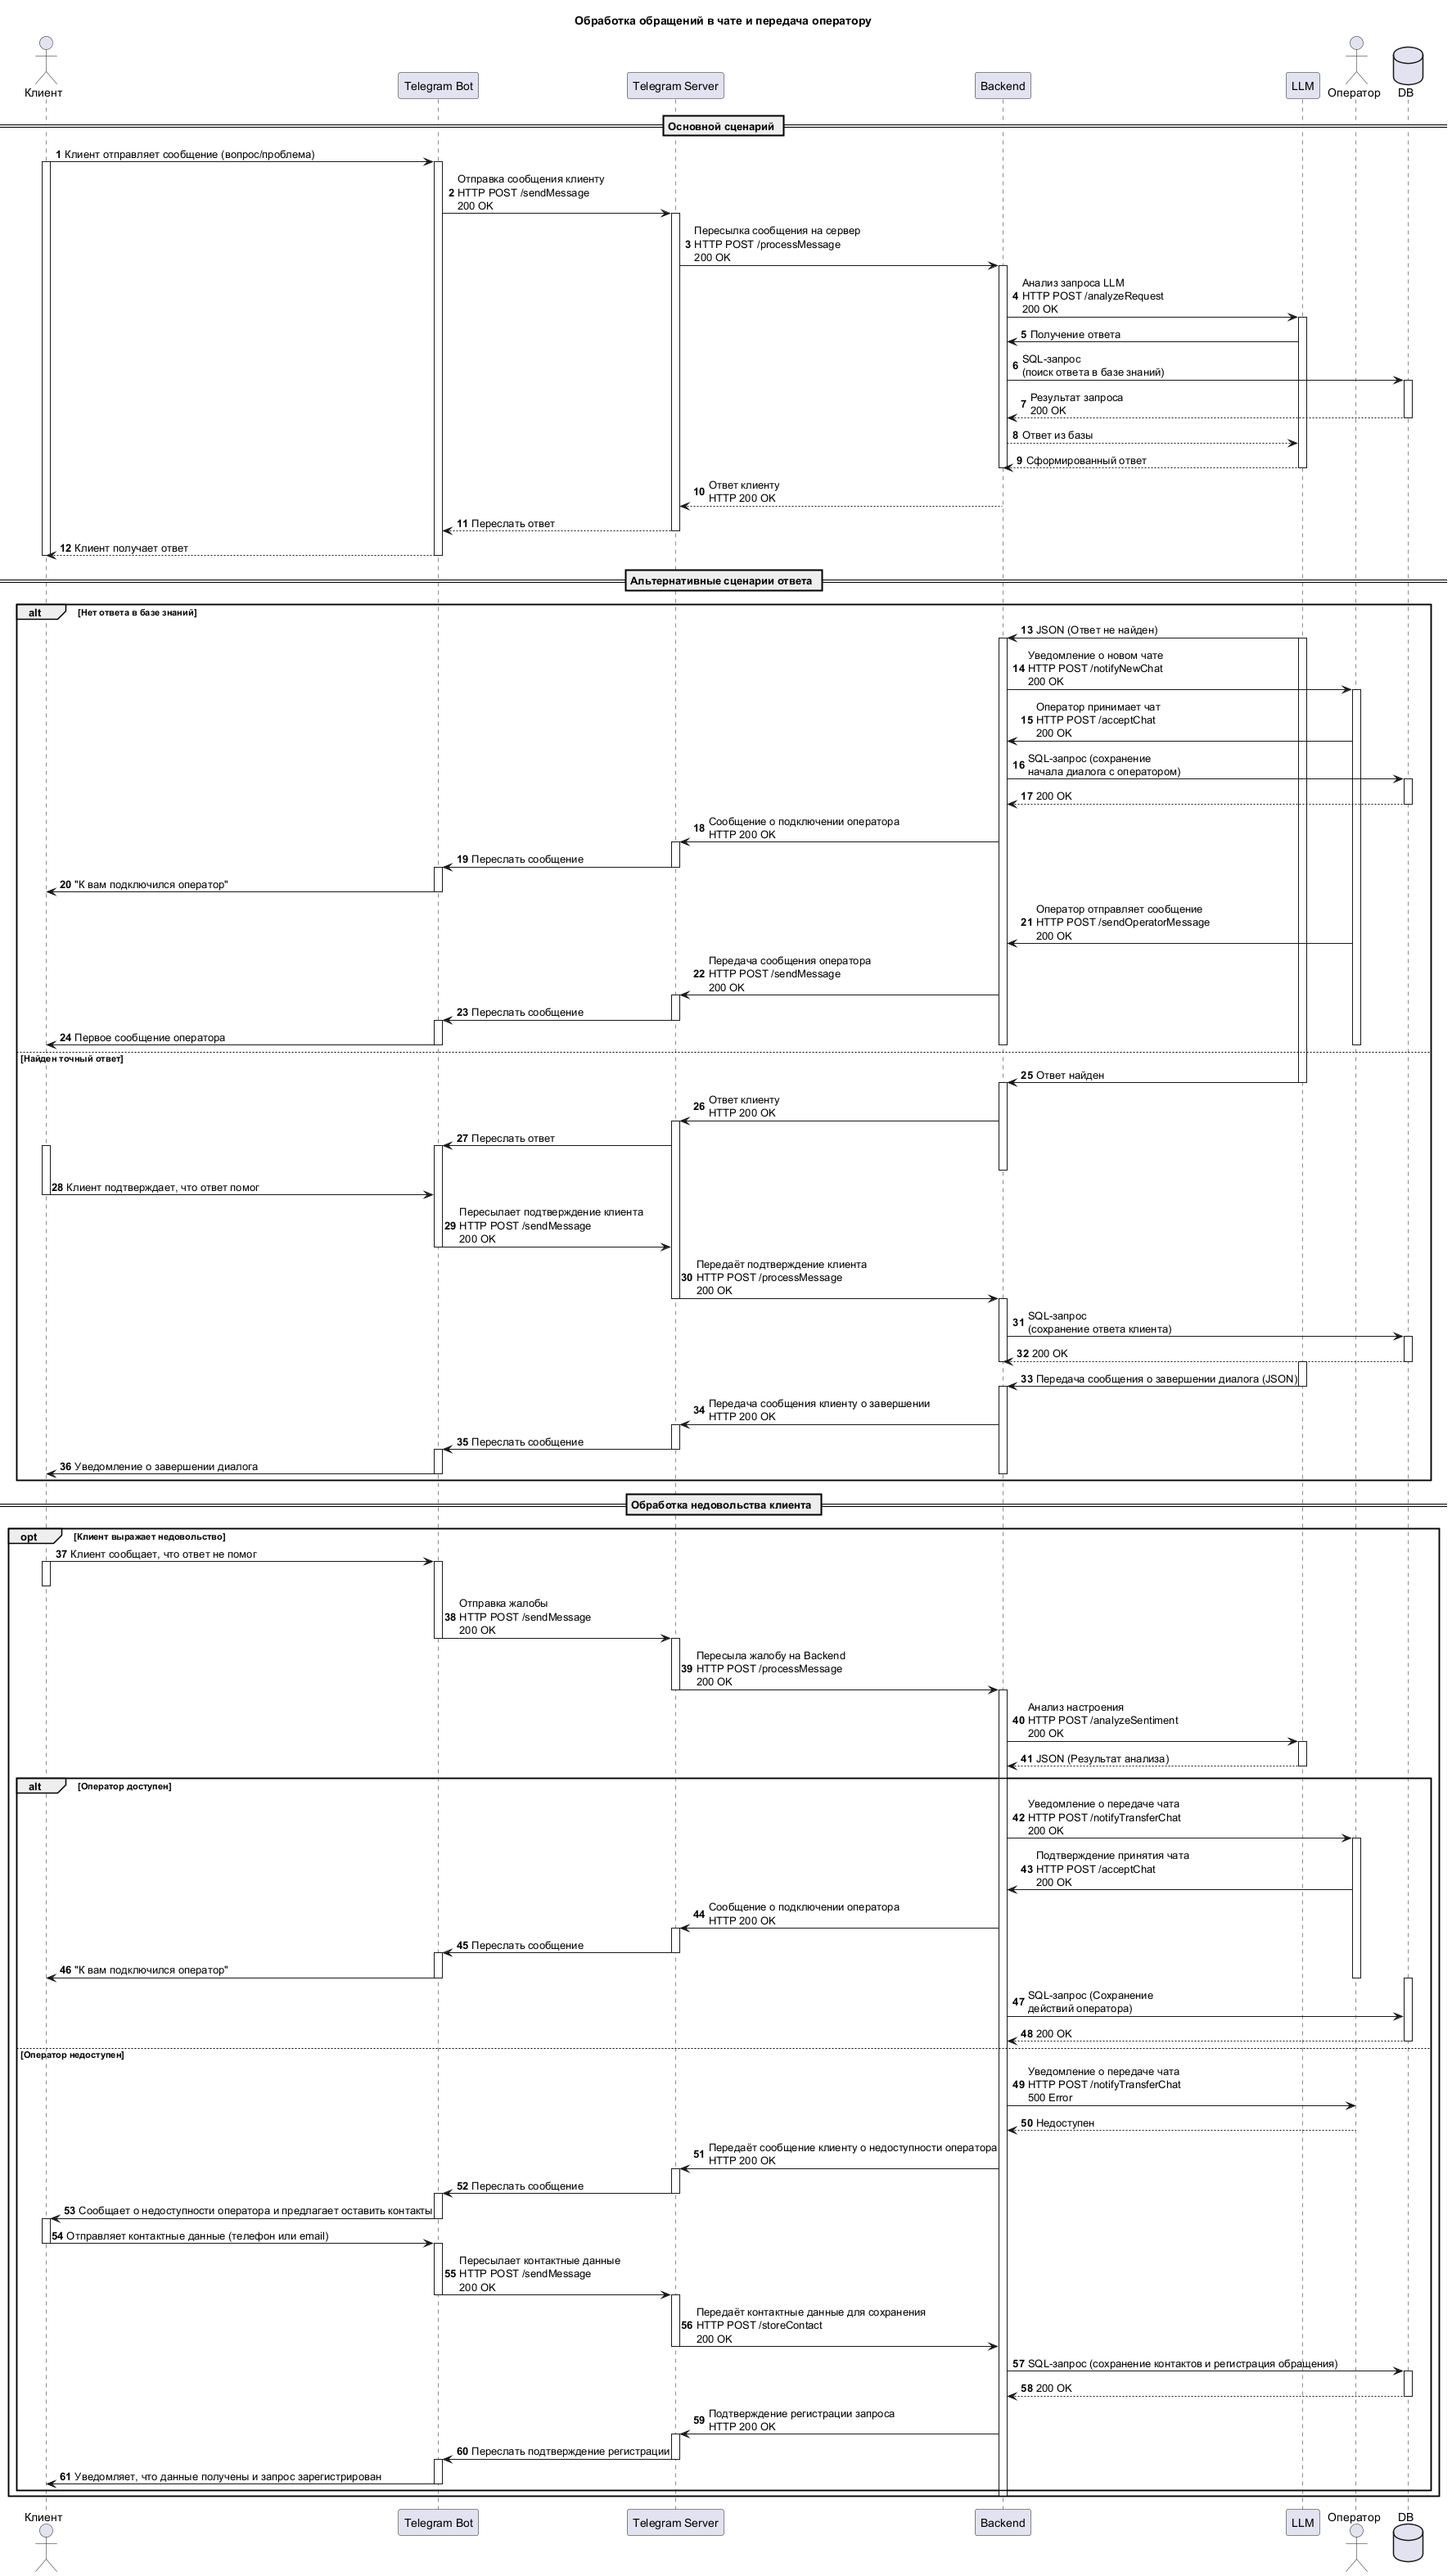 Обработка обращений в чате и передача оператору
Клиент
Telegram Bot
Telegram Server
Backend
LLM
Оператор
DB
Основной сценарий
1 Клиент отправляет сообщение (вопрос/проблема)
Отправка сообщения клиенту
2 HTTP POST /sendMessage
200 OK
Пересылка сообщения на сервер
3 HTTP POST /processMessage
200 OK
Анализ запроса LLM
4 HTTP POST /analyzeRequest
200 OK
5 Получение ответа
6 SQL-запрос
(поиск ответа в базе знаний)
7 Результат запроса
200 OK
8 Ответ из базы
9 Сформированный ответ
10 Ответ клиенту
HTTP 200 OK
11 Переслать ответ
12 Клиент получает ответ
Альтернативные сценарии ответа
alt [Нет ответа в базе знаний]
13 JSON (Ответ не найден)
Уведомление о новом чате
14 HTTP POST /notifyNewChat
200 OK
Оператор принимает чат
15 HTTP POST /acceptChat
200 OK
16 SQL-запрос (сохранение
начала диалога с оператором)
17 200 OK
18 Сообщение о подключении оператора
HTTP 200 OK
19 Переслать сообщение
20 "К вам подключился оператор"
Оператор отправляет сообщение
21 HTTP POST /sendOperatorMessage
200 OK
Передача сообщения оператора
22 HTTP POST /sendMessage
200 OK
23 Переслать сообщение
24 Первое сообщение оператора
[Найден точный ответ]
25 Ответ найден
26 Ответ клиенту
HTTP 200 OK
27 Переслать ответ
28 Клиент подтверждает, что ответ помог
Пересылает подтверждение клиента
29 HTTP POST /sendMessage
200 OK
Передаёт подтверждение клиента
30 HTTP POST /processMessage
200 OK
31 SQL-запрос
(сохранение ответа клиента)
32 200 OK
33 Передача сообщения о завершении диалога (JSON)
34 Передача сообщения клиенту о завершении
HTTP 200 OK
35 Переслать сообщение
36 Уведомление о завершении диалога
Обработка недовольства клиента
opt [Клиент выражает недовольство]
37 Клиент сообщает, что ответ не помог
Отправка жалобы
38 HTTP POST /sendMessage
200 OK
Пересыла жалобу на Backend
39 HTTP POST /processMessage
200 OK
Анализ настроения
40 HTTP POST /analyzeSentiment
200 OK
41 JSON (Результат анализа)
alt [Оператор доступен]
Уведомление о передаче чата
42 HTTP POST /notifyTransferChat
200 OK
Подтверждение принятия чата
43 HTTP POST /acceptChat
200 OK
44 Сообщение о подключении оператора
HTTP 200 OK
45 Переслать сообщение
46 "К вам подключился оператор"
47 SQL-запрос (Сохранение
действий оператора)
48 200 OK
[Оператор недоступен]
Уведомление о передаче чата
49 HTTP POST /notifyTransferChat
500 Error
50 Недоступен
51 Передаёт сообщение клиенту о недоступности оператора
HTTP 200 OK
52 Переслать сообщение
53 Сообщает о недоступности оператора и предлагает оставить контакты
54 Отправляет контактные данные (телефон или email)
Пересылает контактные данные
55 HTTP POST /sendMessage
200 OK
Передаёт контактные данные для сохранения
56 HTTP POST /storeContact
200 OK
57 SQL-запрос (сохранение контактов и регистрация обращения)
58 200 OK
59 Подтверждение регистрации запроса
HTTP 200 OK
60 Переслать подтверждение регистрации
61 Уведомляет, что данные получены и запрос зарегистрирован
Клиент
Telegram Bot
Telegram Server
Backend
LLM
Оператор
DB